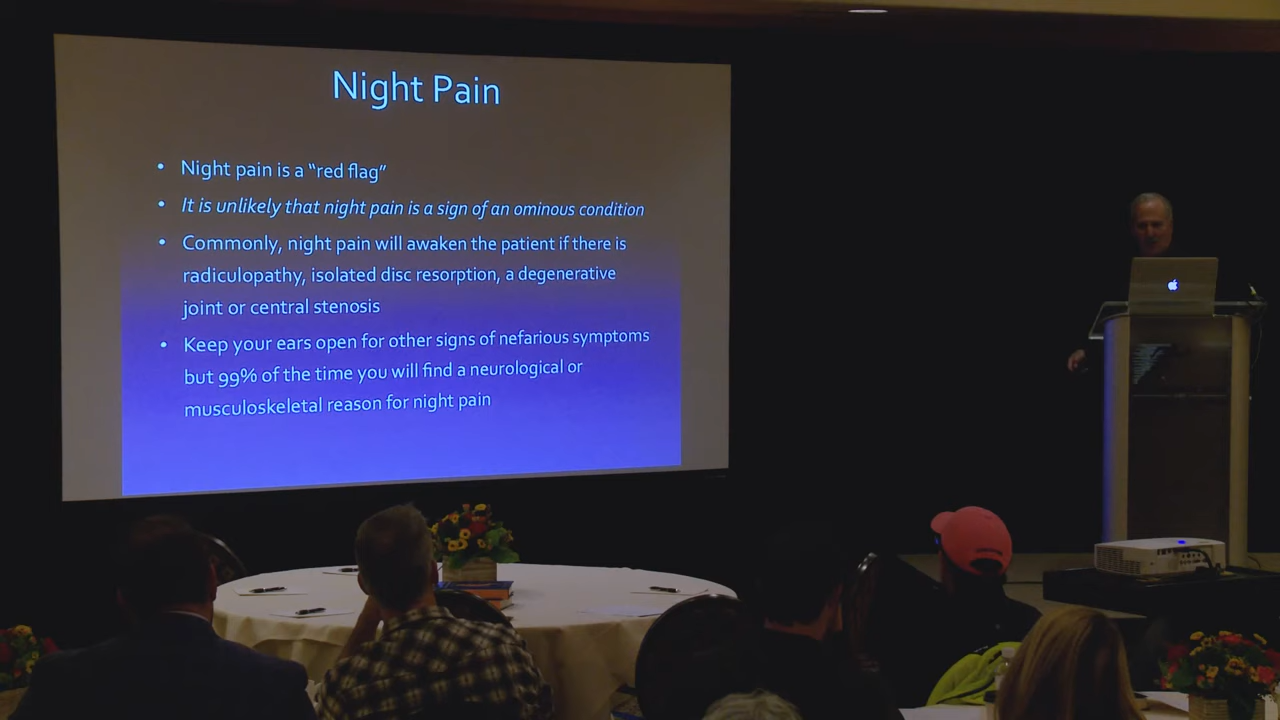 Night Pain
• Night pain is a “red flag”
• It is unlikely that night pain is a sign of an ominous condition
• Commonly, night pain will awaken the patient if there is
radiculopathy, isolated disc resorption, a degenerative
joint or central stenosis
• Keep your ears open for other signs of nefarious symptoms
but 99% of the time you will find a neurological or
musculoskeletal reason for night pain